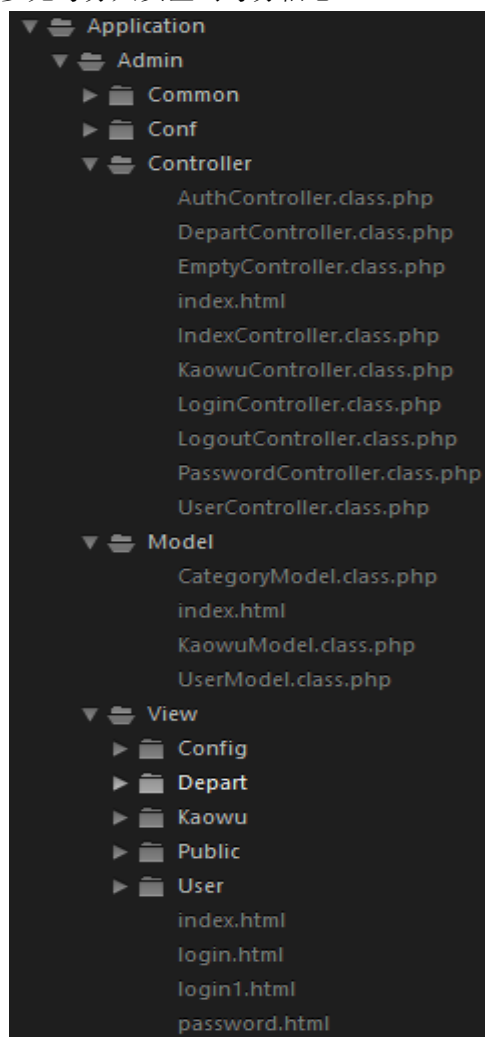 Application
Admin
Common
Conf
Controller
AuthController.class.php
DepartController.class.php
EmptyController.class.php
index.html
IndexController.class.php
KaowuController.class.php
LoginController.class.php
LogoutController.class.php
PasswordController.class.php
UserController.class.php
Model
CategoryModel.class.php
index.html
KaowuModel.class.php
UserModel.class.php
View
Config
Depart
Kaowu
Public
User
index.html
login.html
login1.html
password.html